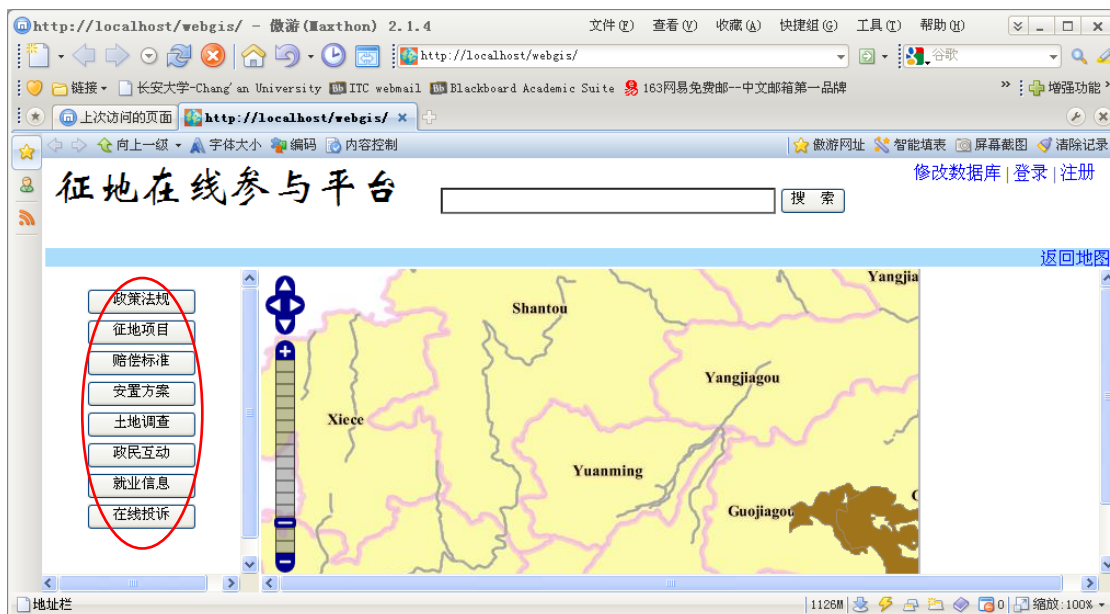 http://localhost/webgis/ - 傲游(Maxthon) 2.1.4 文件(F) 查看(V) 收藏(A) 快捷组(G) 工具(T) 帮助(H)
http://localhost/webgis/ 谷歌
链接 长安大学-Chang'an University ITC webmail Blackboard Academic Suite 163网易免费邮--中文邮箱第一品牌 » 增强功能 »
上次访问的页面 http://localhost/webgis/
向上一级 字体大小 编码 内容控制 傲游网址 智能填表 屏幕截图 清除记录
修改数据库 | 登录 | 注册
征地在线参与平台 搜 索
返回地图
政策法规
征地项目
赔偿标准
安置方案
土地调查
政民互动
就业信息
在线投诉
Yangjia
Shantou
Yangjiagou
Xiece
Yuanming
Guojiagou
地址栏 1126M 0 缩放:100%